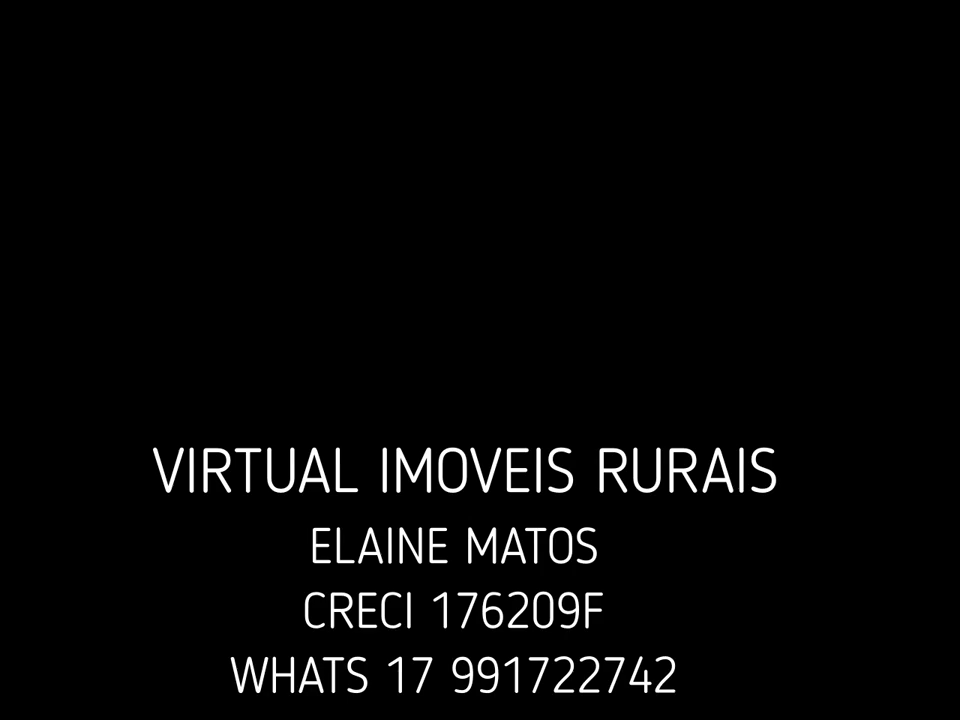 VIRTUAL IMOVEIS RURAIS
ELAINE MATOS
CRECI 176209F
WHATS 17 991722742